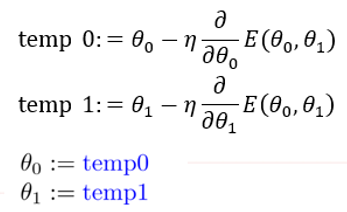 temp 0: = θ₀ − η ∂/∂θ₀ E(θ₀, θ₁)
temp 1: = θ₁ − η ∂/∂θ₁ E(θ₀, θ₁)
θ₀ := temp0
θ₁ := temp1